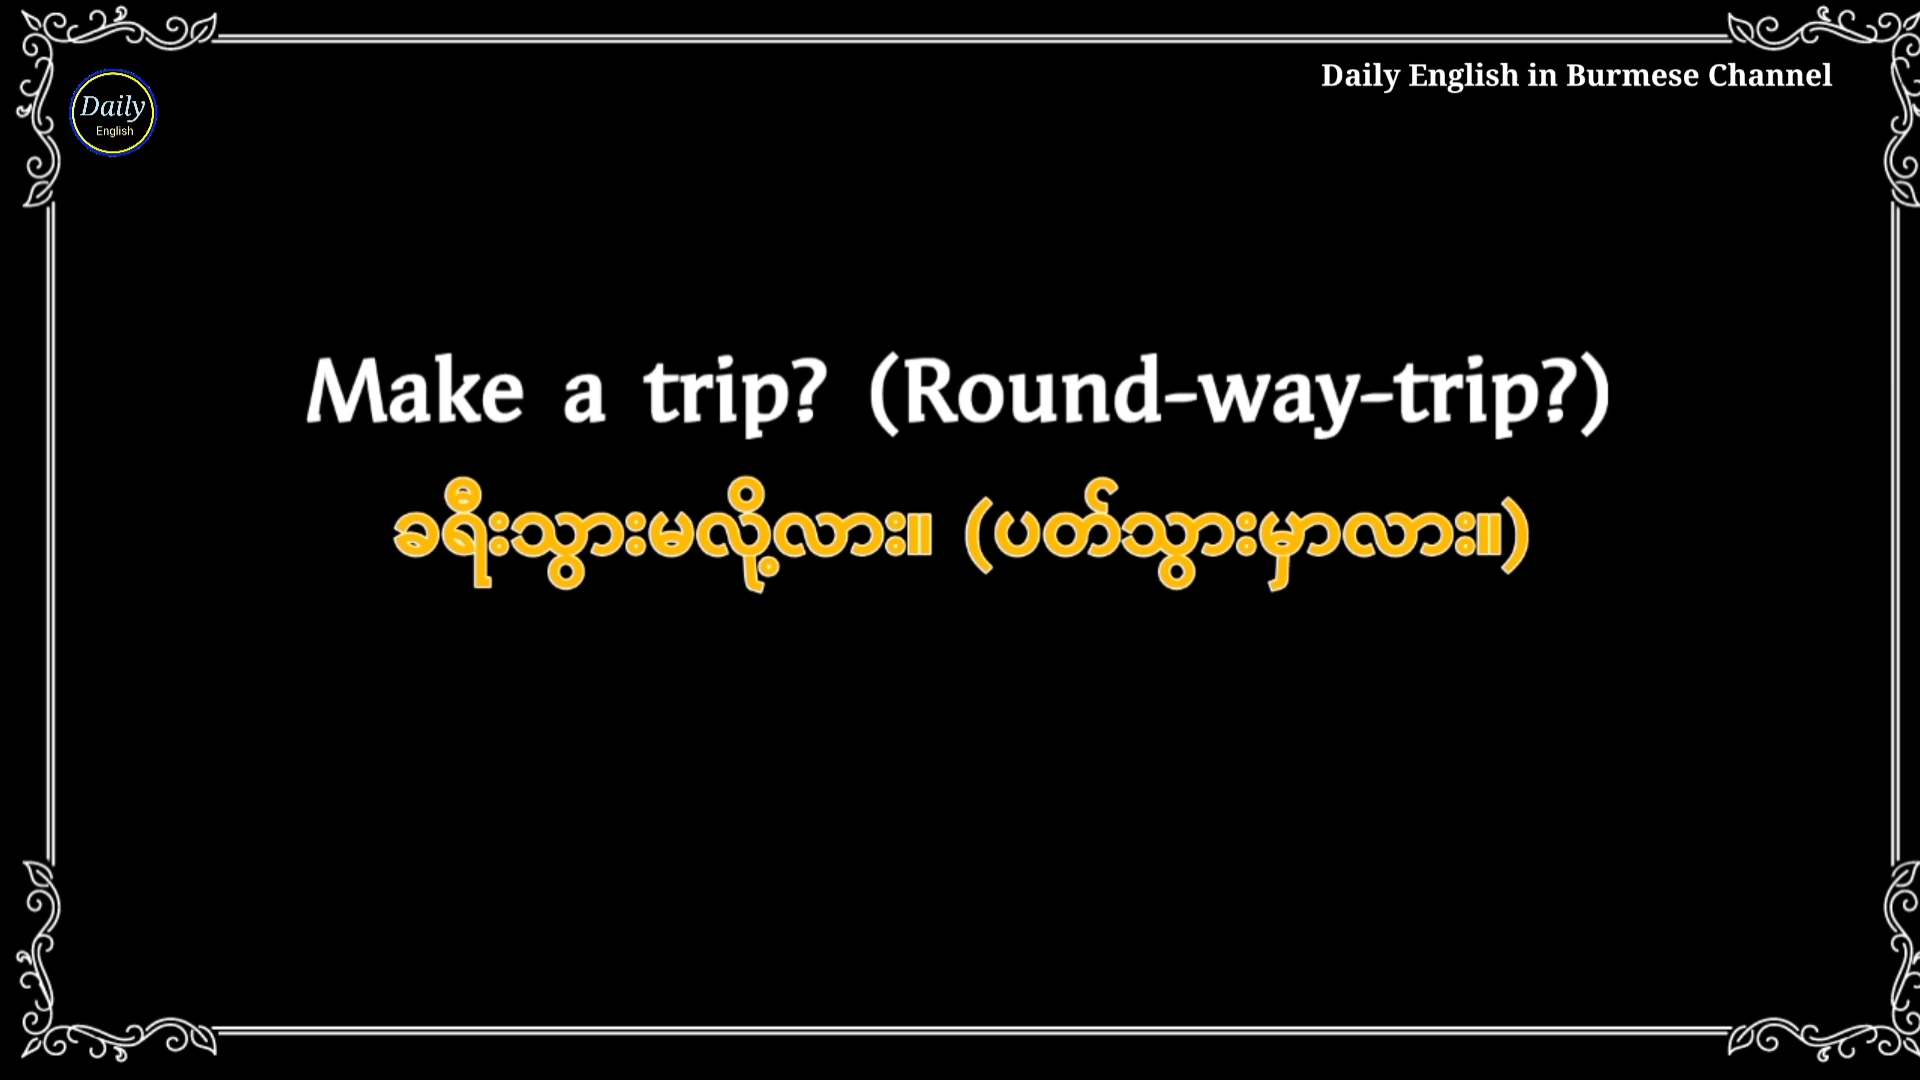 Daily English in Burmese Channel
Daily
English
Make a trip? (Round-way-trip?)
ခရီးသွားမလို့လား။ (ပတ်သွားမှာလား။)